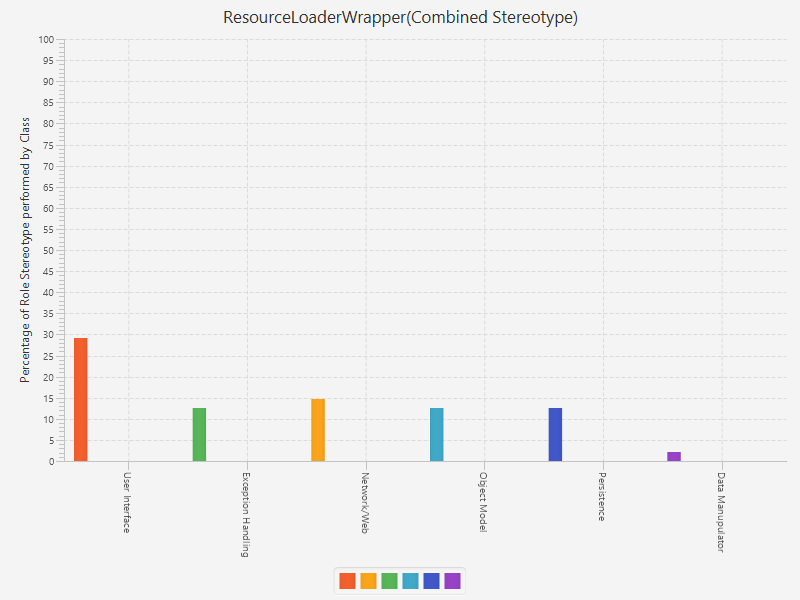 ResourceLoaderWrapper(Combined Stereotype)
Percentage of Role Stereotype performed by Class
100
95
90
85
80
75
70
65
60
55
50
45
40
35
30
25
20
15
10
5
0
User Interface
Exception Handling
Network/Web
Object Model
Persistence
Data Manupulator